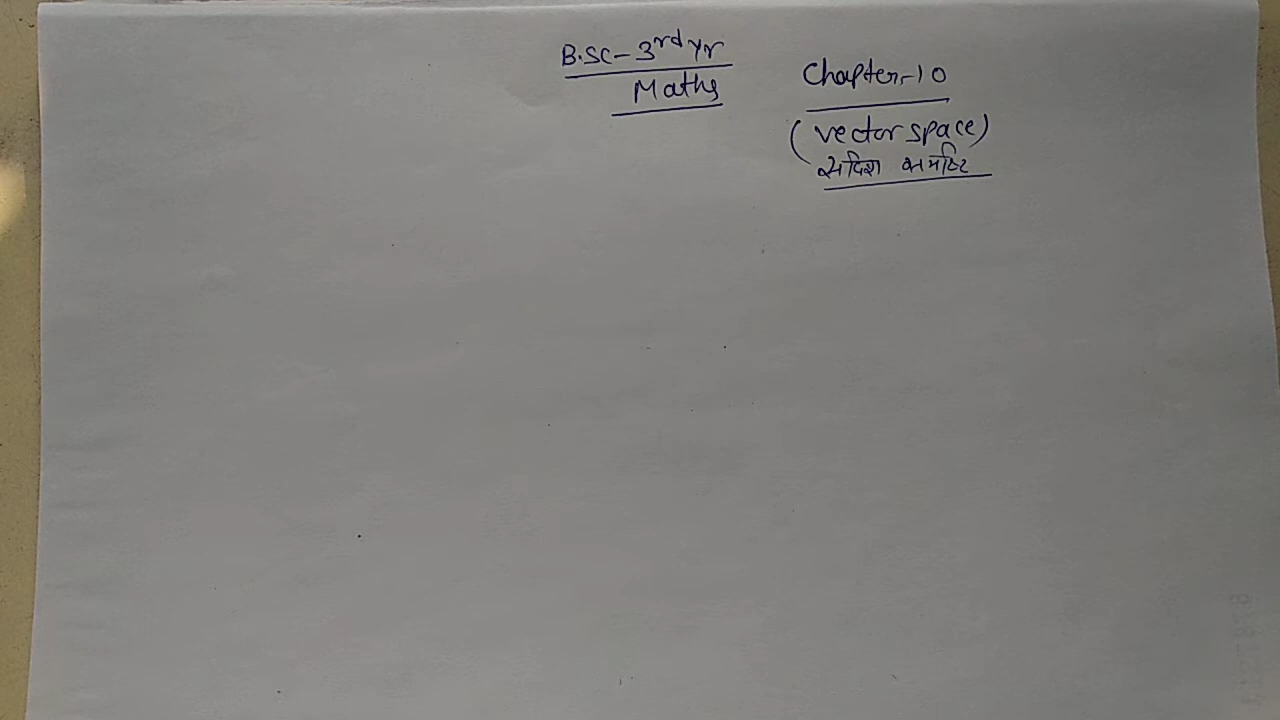 B.SC-3rd Yr
Maths
Chapter-10
(vector space)
सदिश समष्टि